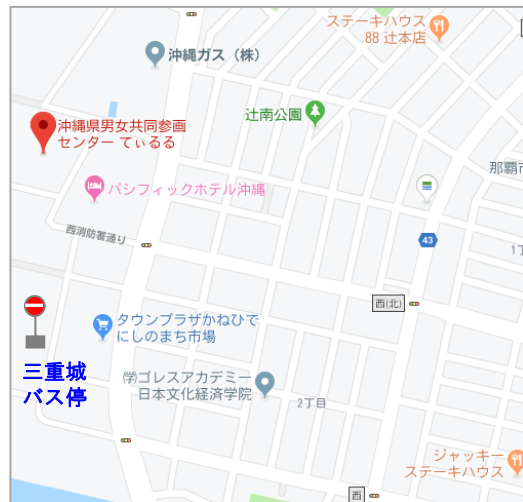 ステーキハウス
88 辻本店
沖縄ガス（株）
辻南公園
沖縄県男女共同参画
センター てぃるる
那覇市
パシフィックホテル沖縄
西消防署通り
43
1丁
西(北)
タウンプラザかねひで
にしのまち市場
三重城
バス停
㈻ゴレスアカデミー
日本文化経済学院
2丁目
ジャッキー
ステーキハウス
西